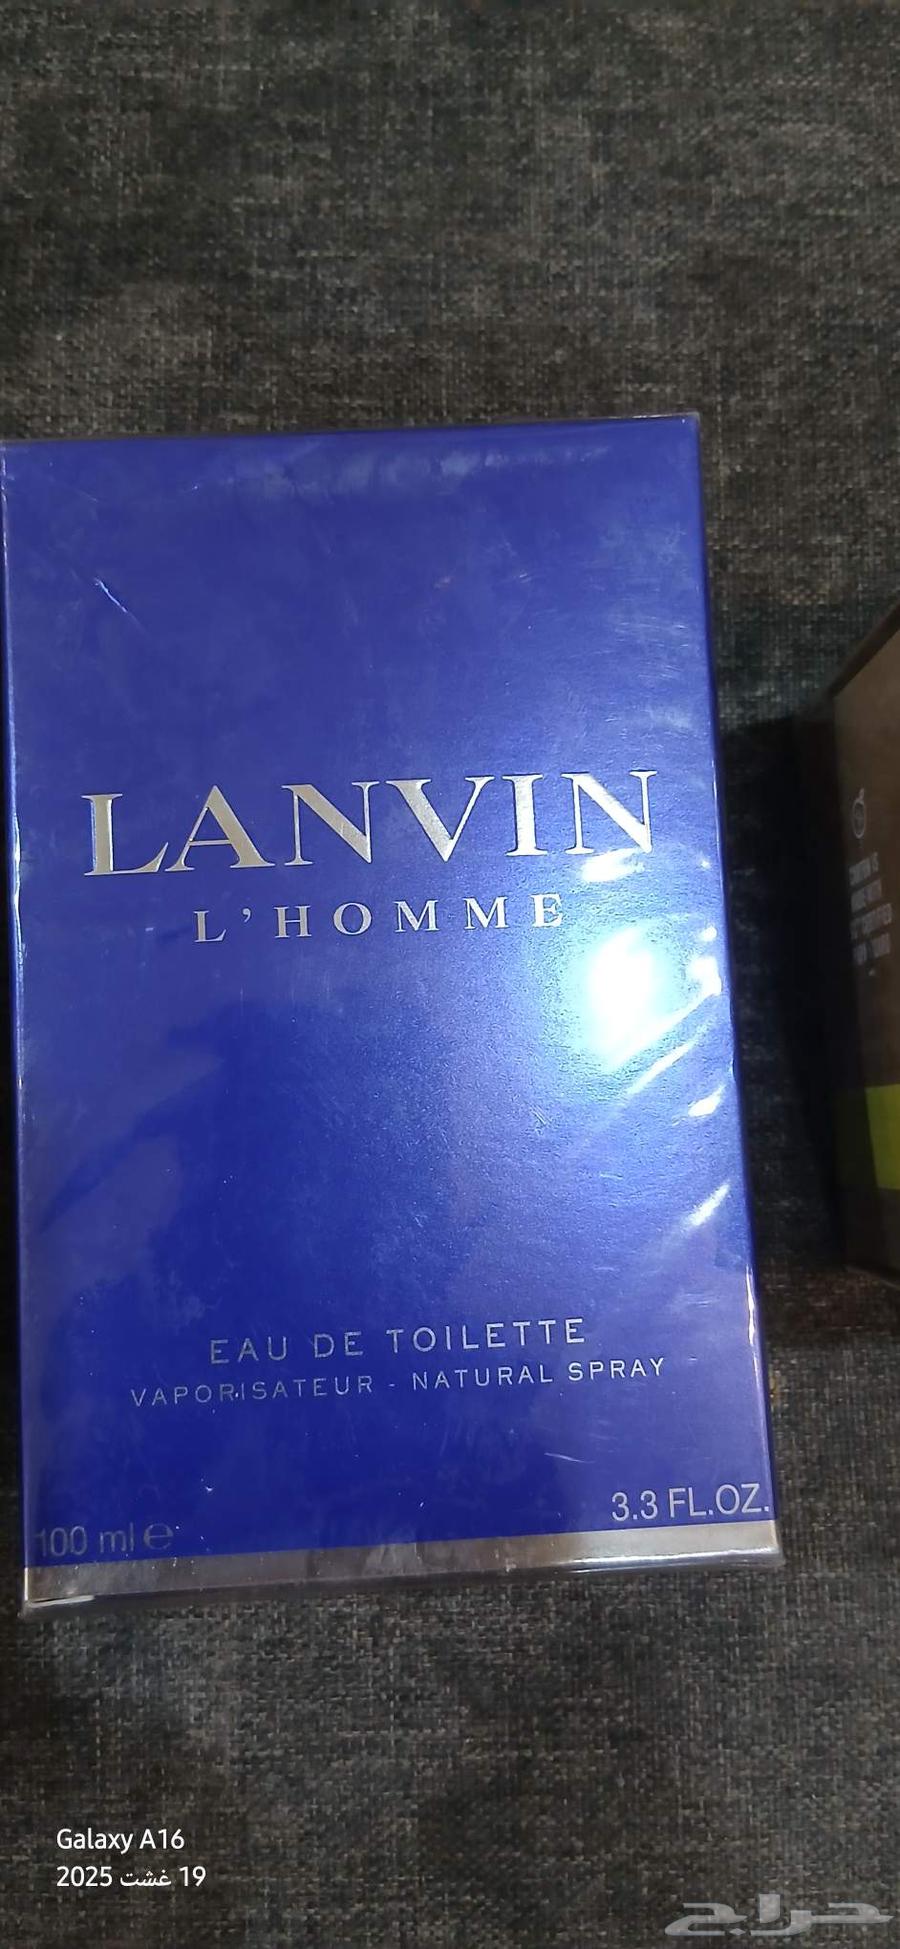 LANVIN
L'HOMME
EAU DE TOILETTE
VAPORISATEUR - NATURAL SPRAY
3.3 FL.OZ.
100 ml e
Galaxy A16
19 غشت 2025
حراج